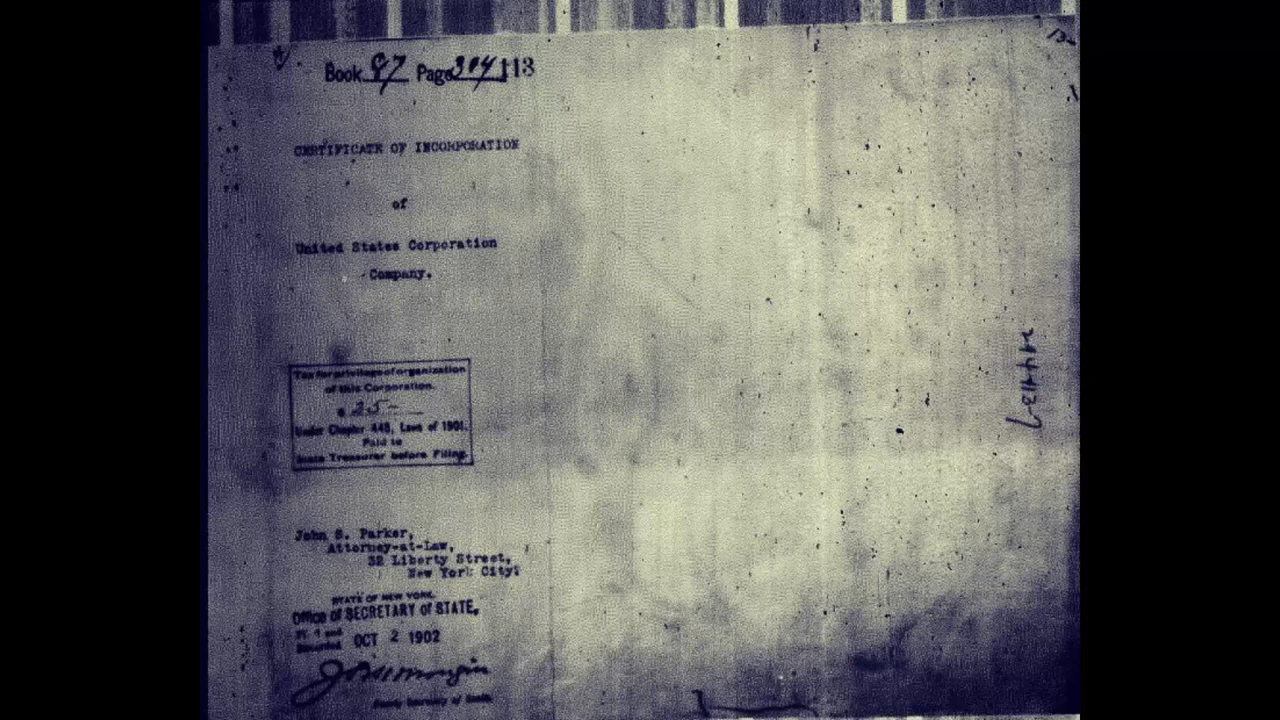 Book 97 Page 304 113
CERTIFICATE OF INCORPORATION
of
United States Corporation
Company.
Tax for privilege of organization
of this Corporation.
$ 25-
Under Chapter 448, Laws of 1901.
Paid to
State Treasurer before Filing.
John S. Parker,
Attorney-at-Law,
32 Liberty Street,
New York City.
STATE OF NEW YORK.
Office of SECRETARY of STATE,
Filed and
Recorded OCT 2 1902
Deputy Secretary of State.